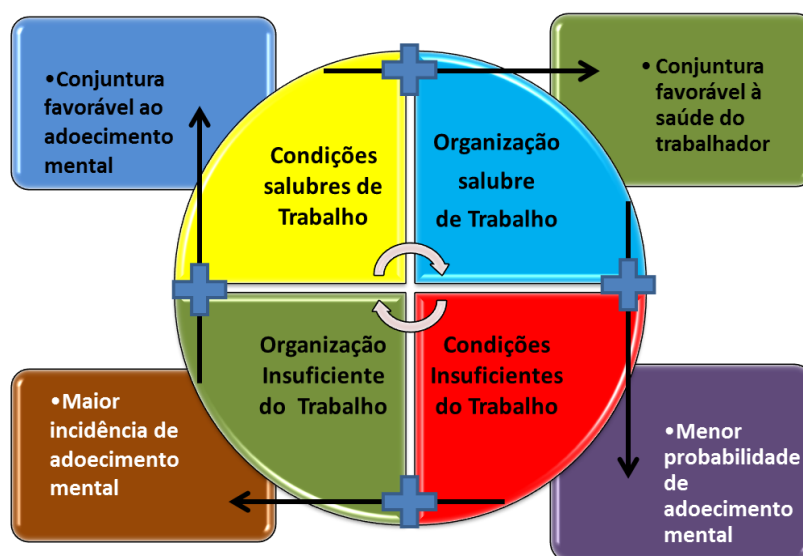 •Conjuntura
favorável ao
adoecimento
mental
• Conjuntura
favorável à
saúde do
trabalhador
Condições
salubres de
Trabalho
Organização
salubre
de Trabalho
Organização
Insuficiente
do Trabalho
Condições
Insuficientes
do Trabalho
•Maior
incidência de
adoecimento
mental
•Menor
probabilidade
de
adoecimento
mental